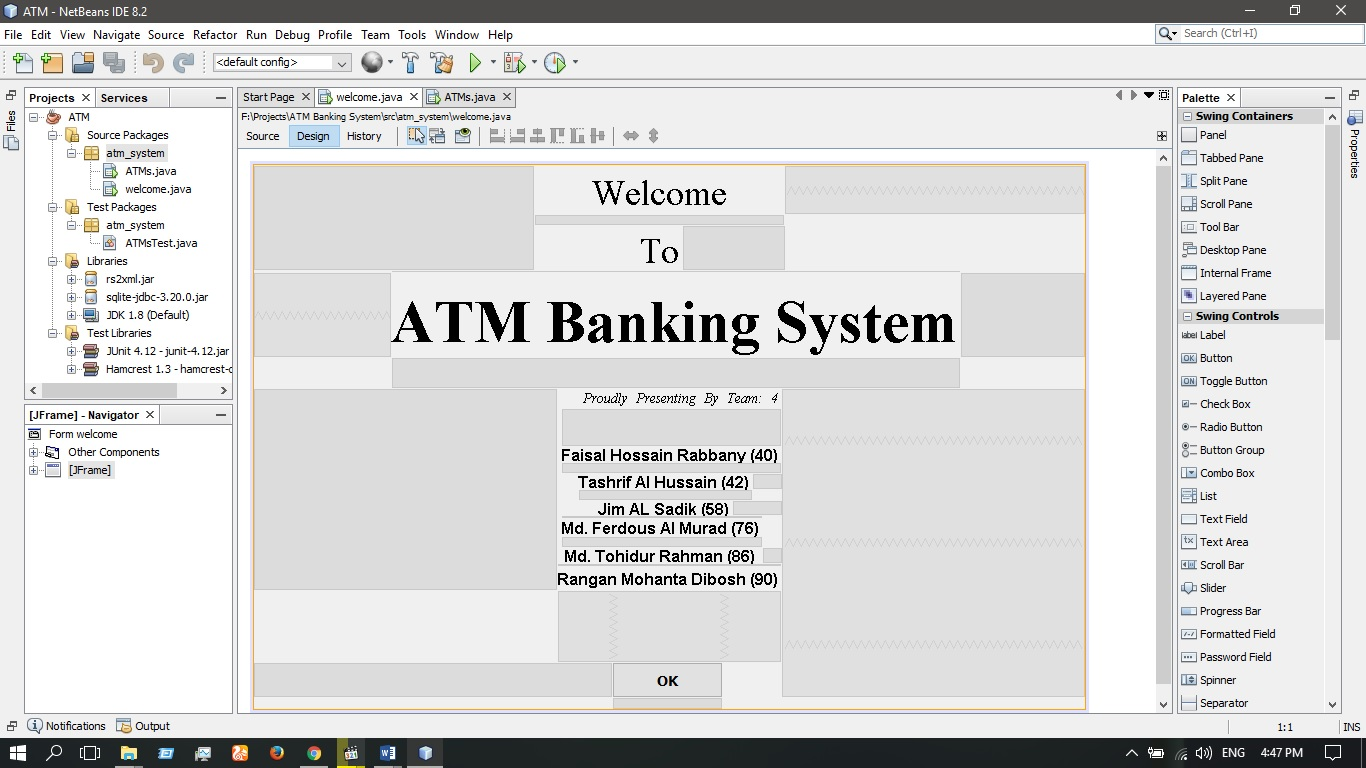 ATM - NetBeans IDE 8.2
File Edit View Navigate Source Refactor Run Debug Profile Team Tools Window Help
Search (Ctrl+I)
<default config>
Files
Projects Services
ATM
Source Packages
atm_system
ATMs.java
welcome.java
Test Packages
atm_system
ATMsTest.java
Libraries
rs2xml.jar
sqlite-jdbc-3.20.0.jar
JDK 1.8 (Default)
Test Libraries
JUnit 4.12 - junit-4.12.jar
Hamcrest 1.3 - hamcrest-c
[JFrame] - Navigator
Form welcome
Other Components
[JFrame]
Start Page welcome.java ATMs.java
F:\Projects\ATM Banking System\src\atm_system\welcome.java
Source Design History
Welcome
To
ATM Banking System
Proudly Presenting By Team: 4
Faisal Hossain Rabbany (40)
Tashrif Al Hussain (42)
Jim AL Sadik (58)
Md. Ferdous Al Murad (76)
Md. Tohidur Rahman (86)
Rangan Mohanta Dibosh (90)
OK
Palette
Swing Containers
Panel
Tabbed Pane
Split Pane
Scroll Pane
Tool Bar
Desktop Pane
Internal Frame
Layered Pane
Swing Controls
label Label
OK Button
ON Toggle Button
Check Box
Radio Button
Button Group
Combo Box
List
Text Field
Text Area
Scroll Bar
Slider
Progress Bar
Formatted Field
Password Field
Spinner
Separator
Properties
Notifications Output
1:1 INS
ENG 4:47 PM